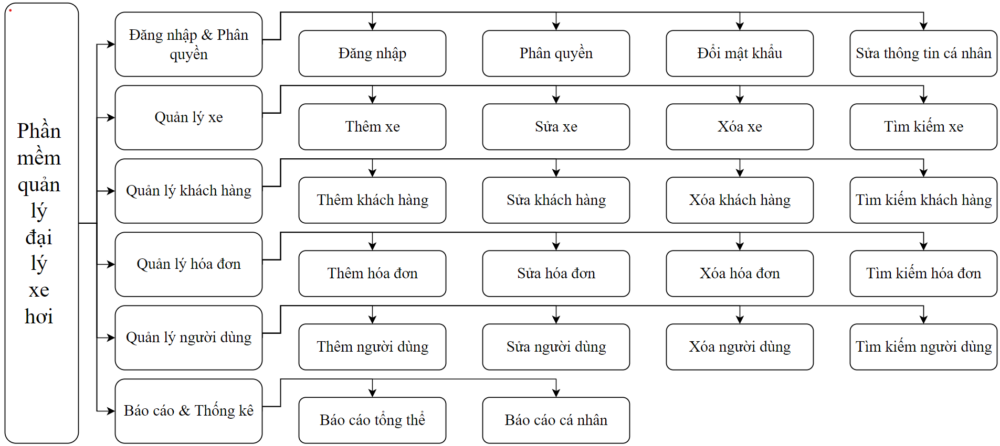 Phần
mềm
quản
lý
đại
lý
xe
hơi
Đăng nhập & Phân
quyền
Đăng nhập
Phân quyền
Đổi mật khẩu
Sửa thông tin cá nhân
Quản lý xe
Thêm xe
Sửa xe
Xóa xe
Tìm kiếm xe
Quản lý khách hàng
Thêm khách hàng
Sửa khách hàng
Xóa khách hàng
Tìm kiếm khách hàng
Quản lý hóa đơn
Thêm hóa đơn
Sửa hóa đơn
Xóa hóa đơn
Tìm kiếm hóa đơn
Quản lý người dùng
Thêm người dùng
Sửa người dùng
Xóa người dùng
Tìm kiếm người dùng
Báo cáo & Thống kê
Báo cáo tổng thể
Báo cáo cá nhân